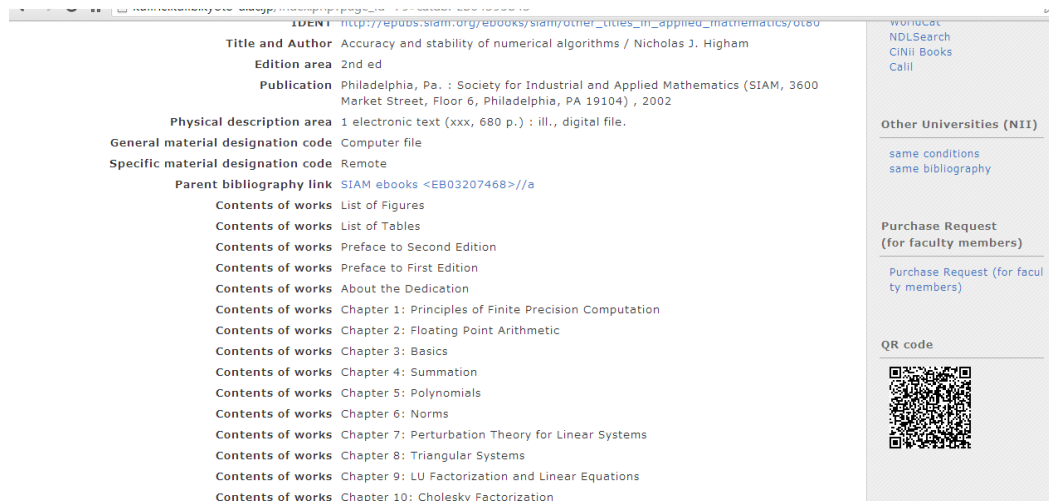 IDENT http://epubs.siam.org/ebooks/siam/other_titles_in_applied_mathematics/ot80
Title and Author Accuracy and stability of numerical algorithms / Nicholas J. Higham
Edition area 2nd ed
Publication Philadelphia, Pa. : Society for Industrial and Applied Mathematics (SIAM, 3600
Market Street, Floor 6, Philadelphia, PA 19104) , 2002
Physical description area 1 electronic text (xxx, 680 p.) : ill., digital file.
General material designation code Computer file
Specific material designation code Remote
Parent bibliography link SIAM ebooks <EB03207468>//a
Contents of works List of Figures
Contents of works List of Tables
Contents of works Preface to Second Edition
Contents of works Preface to First Edition
Contents of works About the Dedication
Contents of works Chapter 1: Principles of Finite Precision Computation
Contents of works Chapter 2: Floating Point Arithmetic
Contents of works Chapter 3: Basics
Contents of works Chapter 4: Summation
Contents of works Chapter 5: Polynomials
Contents of works Chapter 6: Norms
Contents of works Chapter 7: Perturbation Theory for Linear Systems
Contents of works Chapter 8: Triangular Systems
Contents of works Chapter 9: LU Factorization and Linear Equations
Contents of works Chapter 10: Cholesky Factorization
WorldCat
NDLSearch
CiNii Books
Calil
Other Universities (NII)
same conditions
same bibliography
Purchase Request
(for faculty members)
Purchase Request (for facul
ty members)
QR code